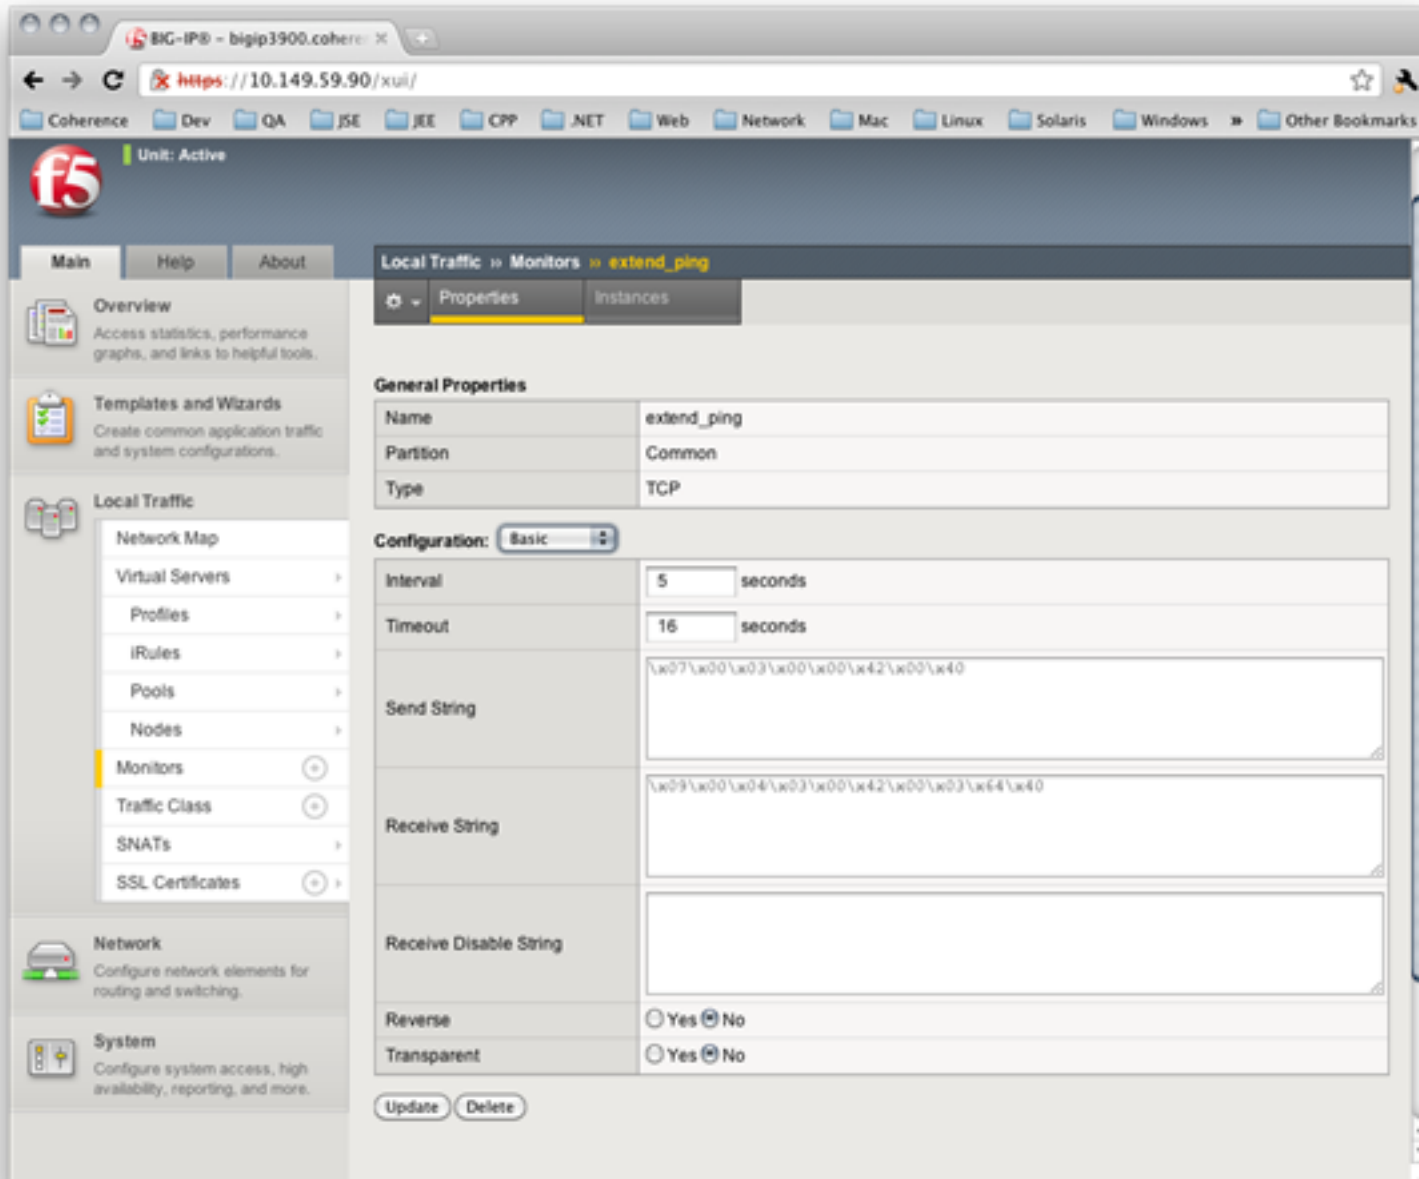 BIG-IP® - bigip3900.cohere
https://10.149.59.90/xui/
Coherence Dev QA JSE JEE CPP .NET Web Network Mac Linux Solaris Windows » Other Bookmarks
f5
Unit: Active
Main Help About
Local Traffic » Monitors » extend_ping
Properties Instances
Overview
Access statistics, performance
graphs, and links to helpful tools.
Templates and Wizards
Create common application traffic
and system configurations.
Local Traffic
Network Map
Virtual Servers
Profiles
iRules
Pools
Nodes
Monitors
Traffic Class
SNATs
SSL Certificates
Network
Configure network elements for
routing and switching.
System
Configure system access, high
availability, reporting, and more.
General Properties
Name extend_ping
Partition Common
Type TCP
Configuration: Basic
Interval 5 seconds
Timeout 16 seconds
Send String \x07\x00\x03\x00\x00\x42\x00\x40
Receive String \x09\x00\x04\x03\x00\x42\x00\x03\x64\x40
Receive Disable String
Reverse Yes No
Transparent Yes No
Update Delete